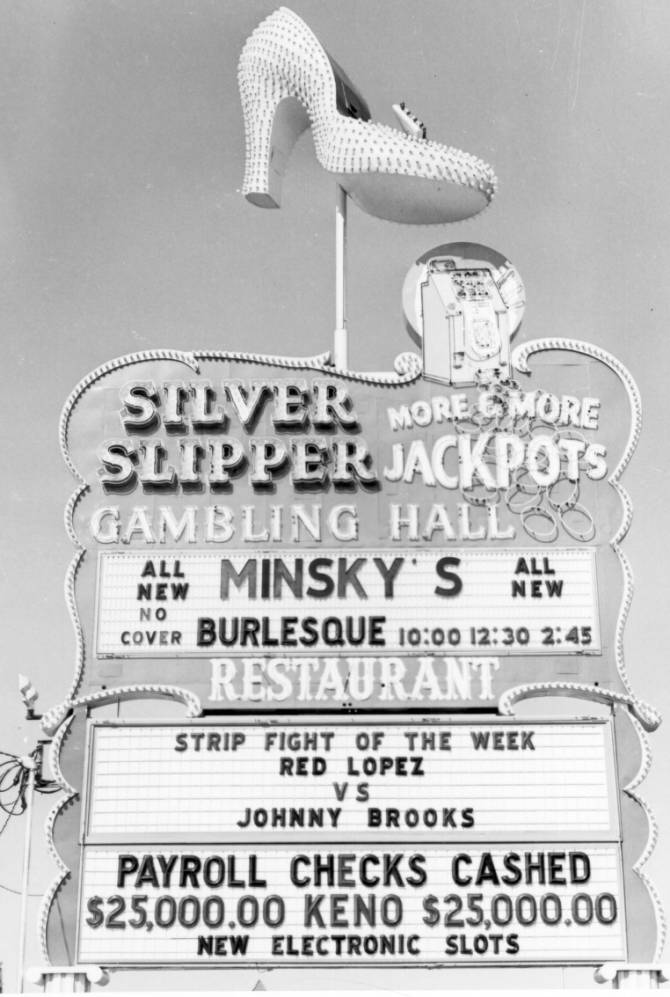 SILVER
SLIPPER
MORE & MORE
JACKPOTS
GAMBLING HALL
ALL NEW MINSKY'S ALL NEW
NO COVER BURLESQUE 10:00 12:30 2:45
RESTAURANT
STRIP FIGHT OF THE WEEK
RED LOPEZ
VS
JOHNNY BROOKS
PAYROLL CHECKS CASHED
$25,000.00 KENO $25,000.00
NEW ELECTRONIC SLOTS